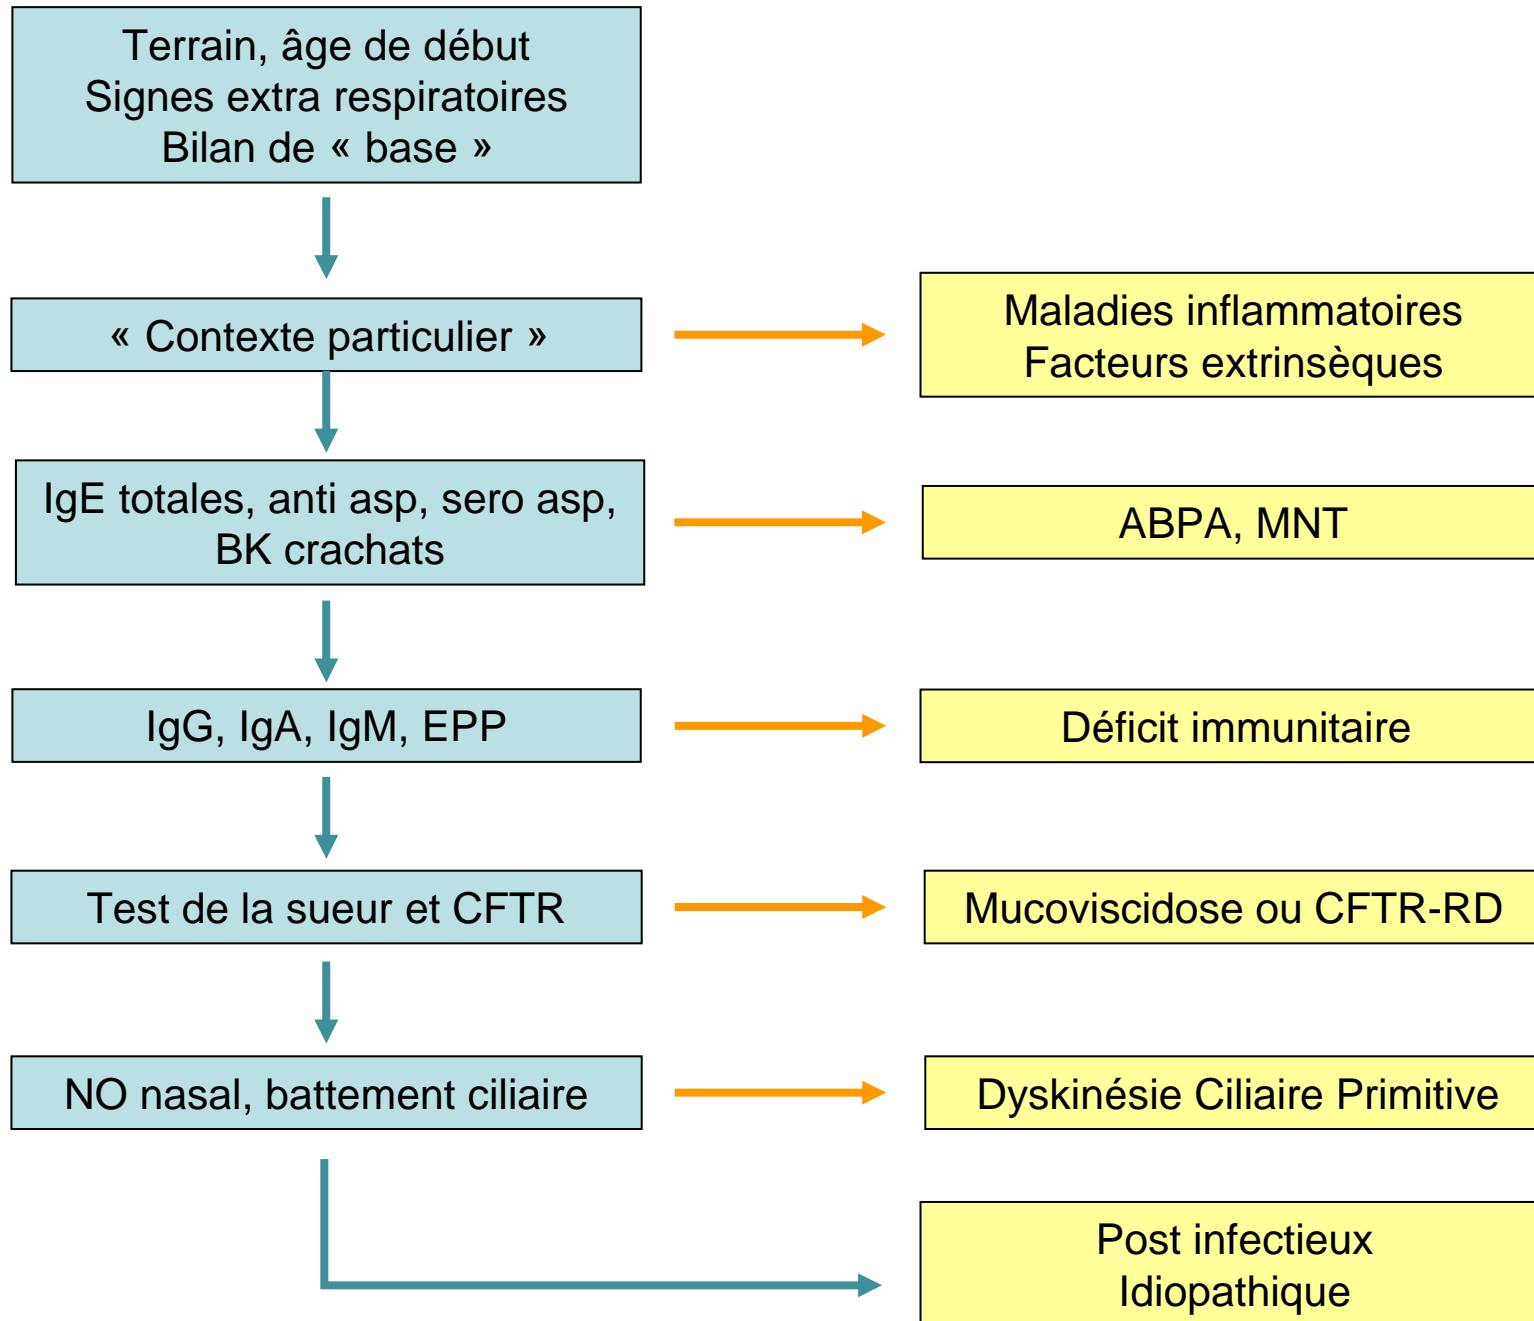 Terrain, âge de début
Signes extra respiratoires
Bilan de « base »
« Contexte particulier »
Maladies inflammatoires
Facteurs extrinsèques
IgE totales, anti asp, sero asp,
BK crachats
ABPA, MNT
IgG, IgA, IgM, EPP
Déficit immunitaire
Test de la sueur et CFTR
Mucoviscidose ou CFTR-RD
NO nasal, battement ciliaire
Dyskinésie Ciliaire Primitive
Post infectieux
Idiopathique